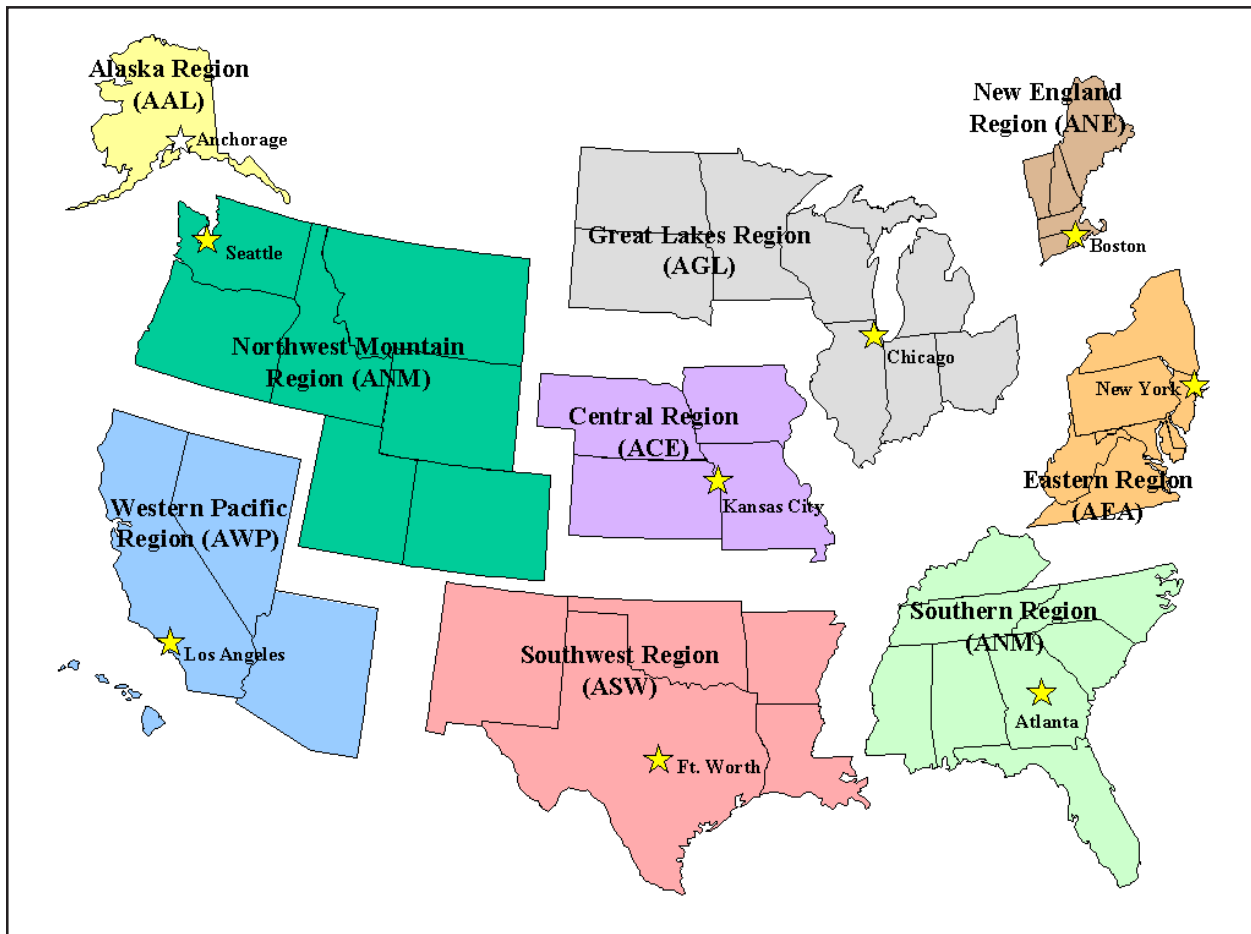 Alaska Region
(AAL)
Anchorage
New England
Region (ANE)
Boston
Seattle
Great Lakes Region
(AGL)
Chicago
Northwest Mountain
Region (ANM)
New York
Central Region
(ACE)
Kansas City
Eastern Region
(AEA)
Western Pacific
Region (AWP)
Los Angeles
Southwest Region
(ASW)
Ft. Worth
Southern Region
(ANM)
Atlanta